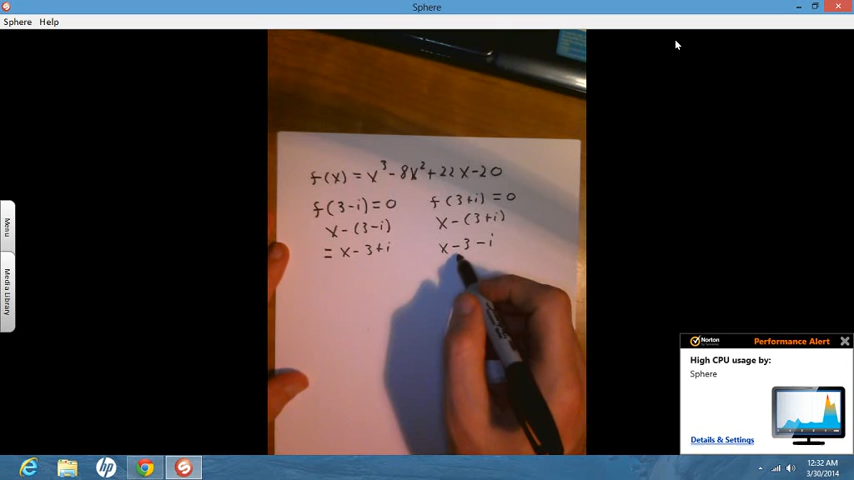 Sphere
Sphere Help
f(x) = x³ - 8x² + 22x - 20
f(3-i) = 0
x - (3-i)
= x - 3 + i
f(3+i) = 0
x - (3+i)
x - 3 - i
Menu
Media Library
Norton
Performance Alert
High CPU usage by:
Sphere
Details & Settings
12:32 AM
3/30/2014